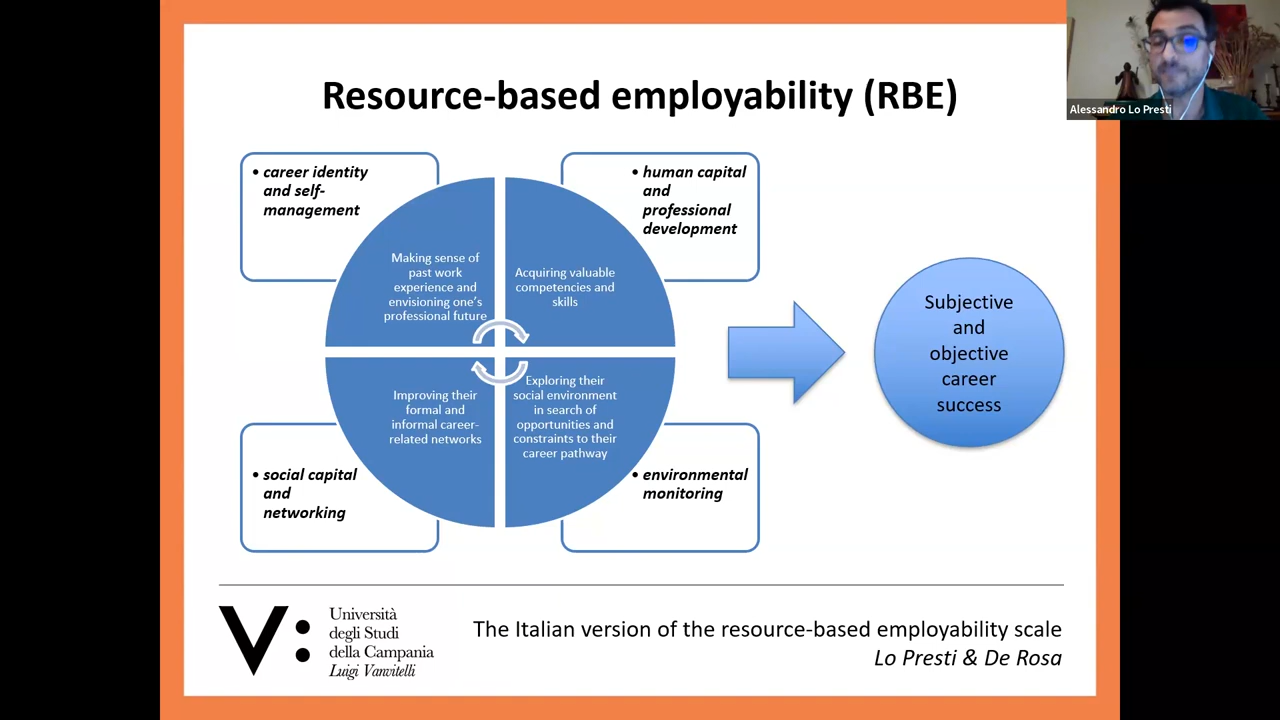 Resource-based employability (RBE)
Alessandro Lo Presti
• career identity
and self-
management
• human capital
and
professional
development
Making sense of
past work
experience and
envisioning one's
professional future
Acquiring valuable
competencies and
skills
Improving their
formal and
informal career-
related networks
Exploring their
social environment
in search of
opportunities and
constraints to their
career pathway
• social capital
and
networking
• environmental
monitoring
Subjective
and
objective
career
success
V:
Università
degli Studi
della Campania
Luigi Vanvitelli
The Italian version of the resource-based employability scale
Lo Presti & De Rosa